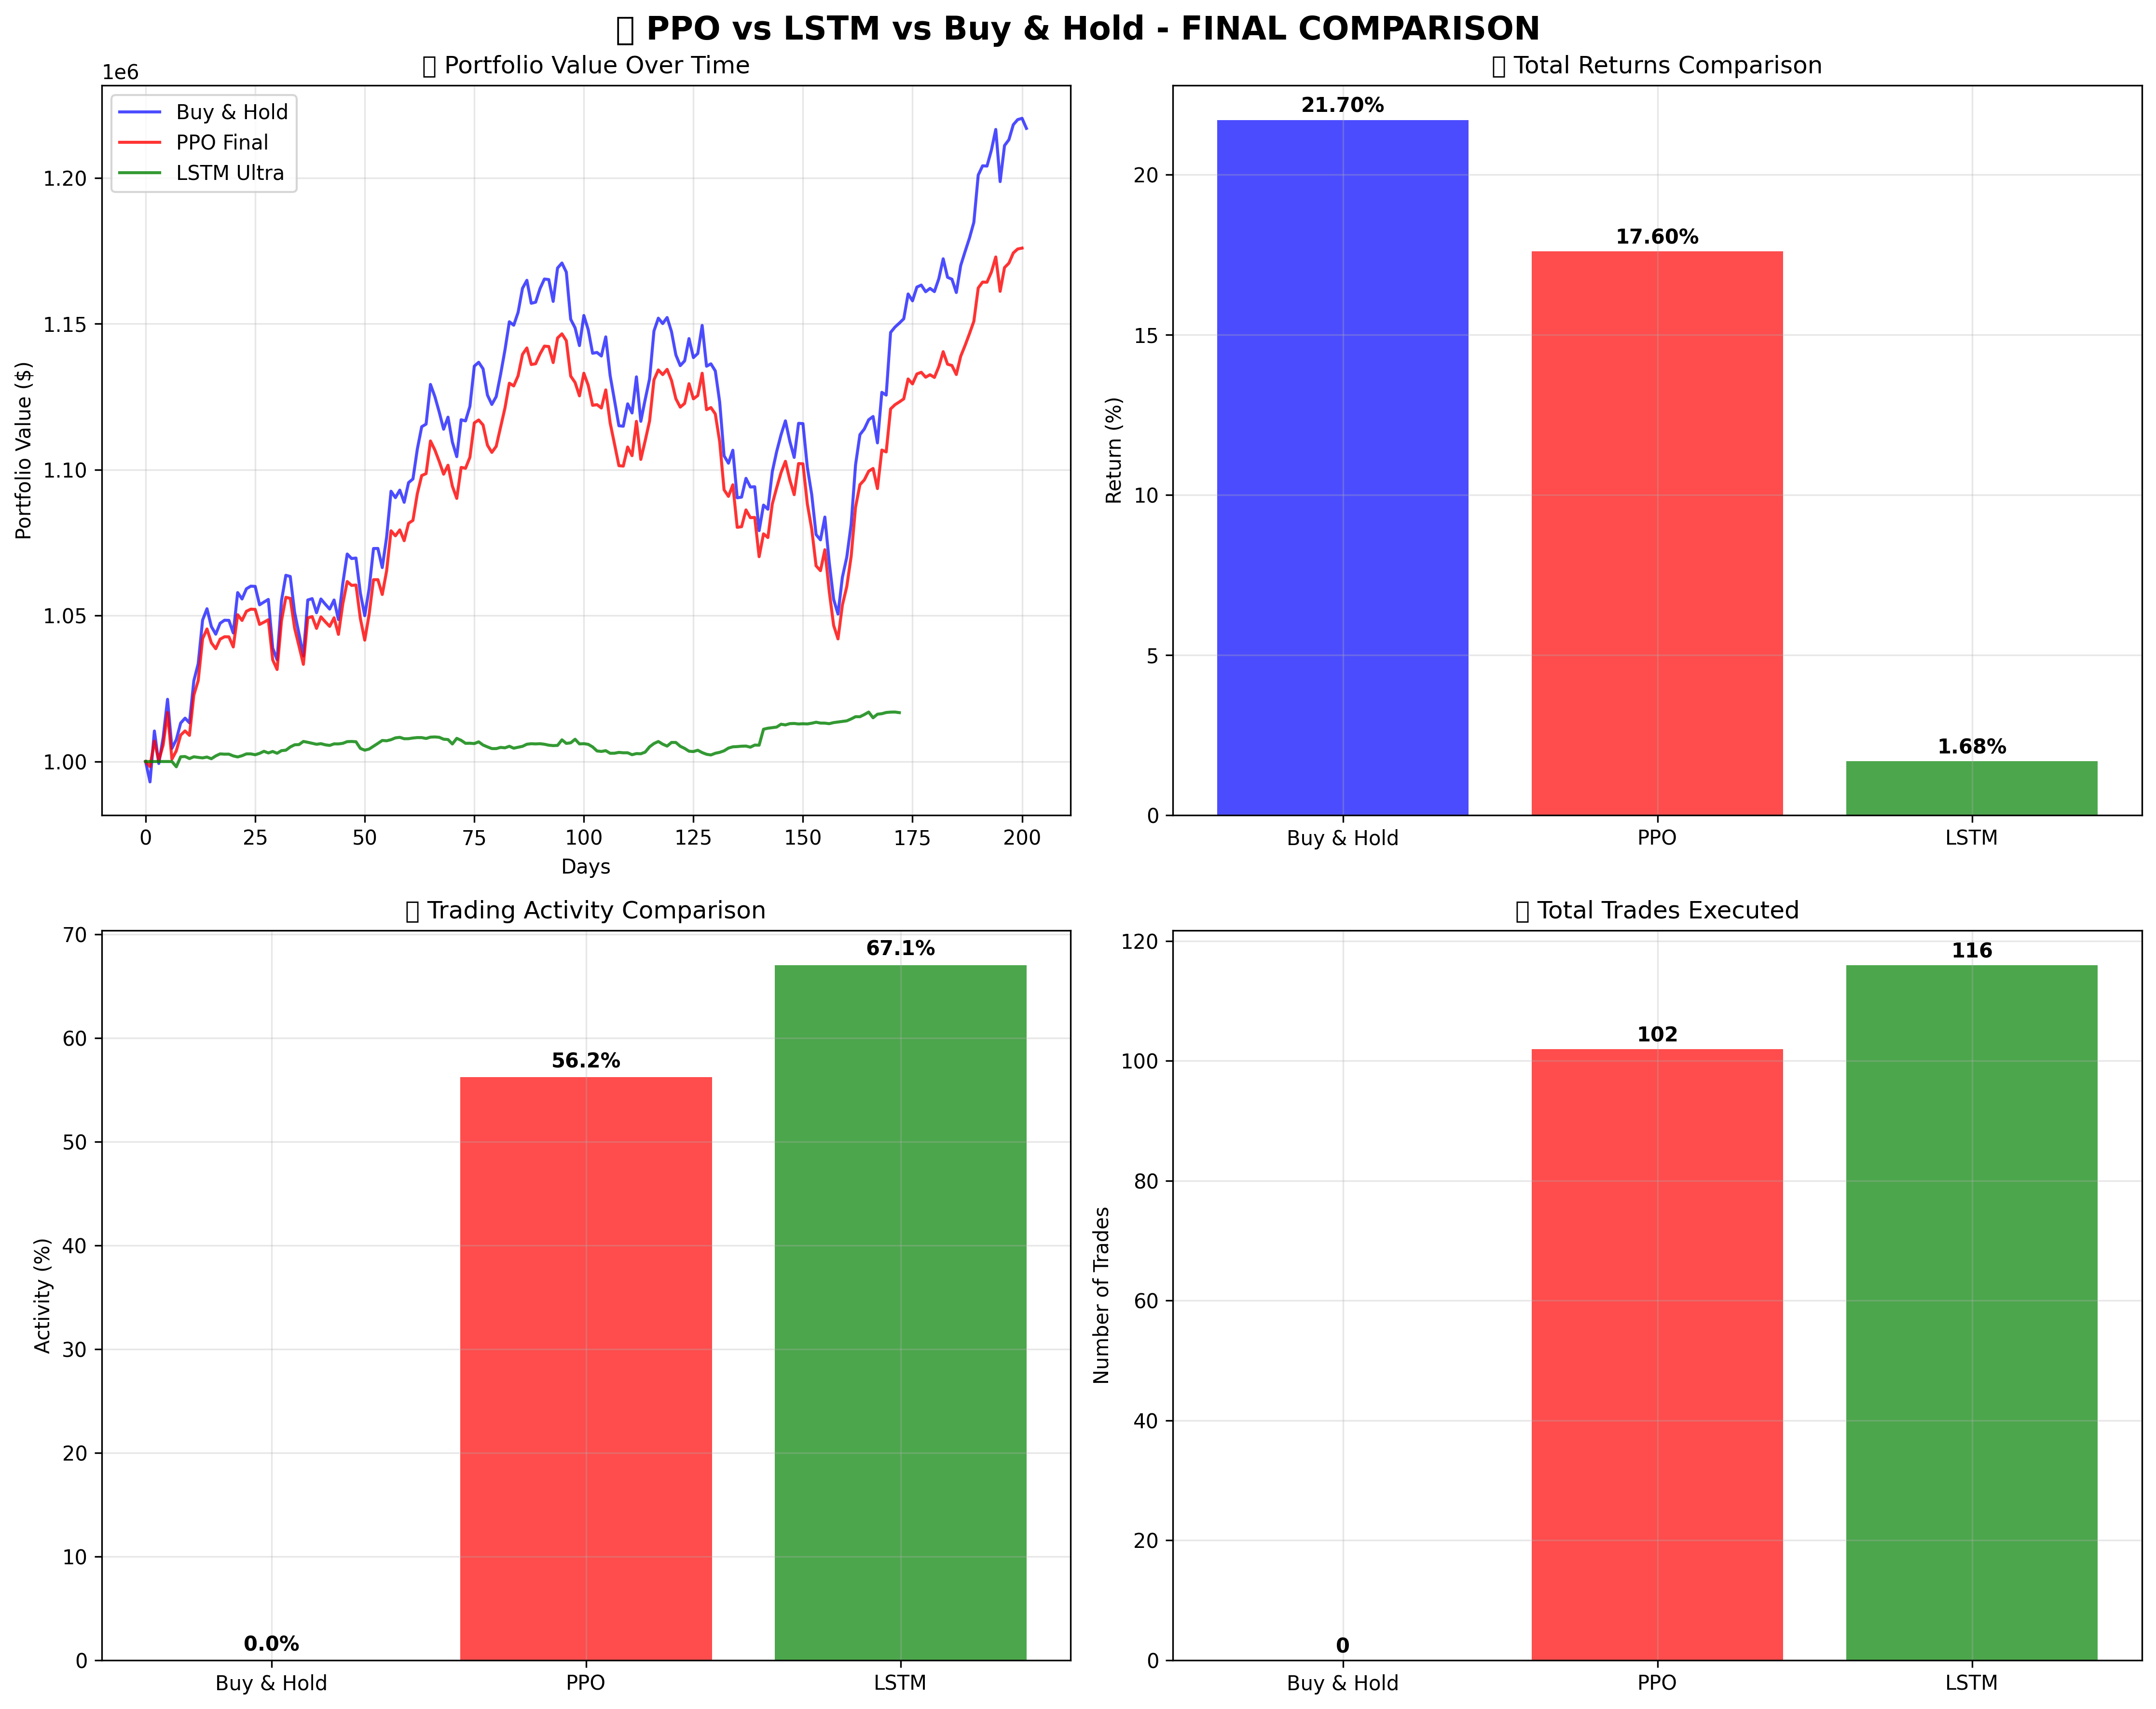 ▯ PPO vs LSTM vs Buy & Hold - FINAL COMPARISON
▯ Portfolio Value Over Time
1e6
Buy & Hold
PPO Final
LSTM Ultra
Portfolio Value ($)
1.20
1.15
1.10
1.05
1.00
0 25 50 75 100 125 150 175 200
Days
▯ Total Returns Comparison
Return (%)
20
15
10
5
0
21.70%
17.60%
1.68%
Buy & Hold PPO LSTM
▯ Trading Activity Comparison
Activity (%)
70
60
50
40
30
20
10
0
0.0%
56.2%
67.1%
Buy & Hold PPO LSTM
▯ Total Trades Executed
Number of Trades
120
100
80
60
40
20
0
0
102
116
Buy & Hold PPO LSTM